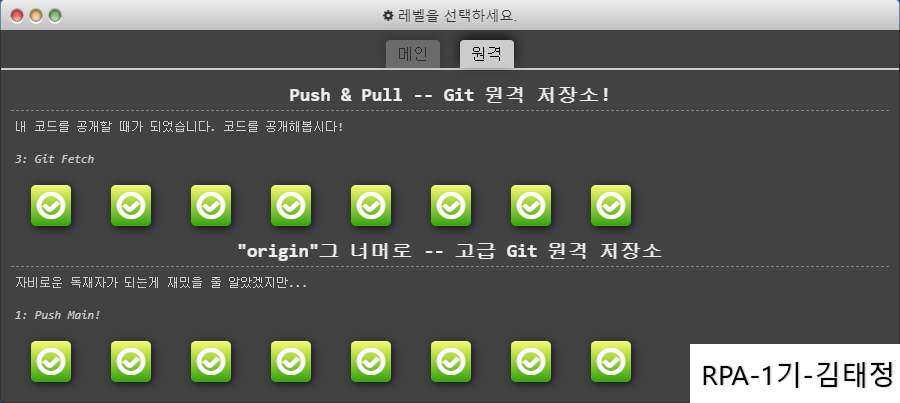 레벨을 선택하세요.
메인 원격
Push & Pull -- Git 원격 저장소!
내 코드를 공개할 때가 되었습니다. 코드를 공개해봅시다!
3: Git Fetch
"origin"그 너머로 -- 고급 Git 원격 저장소
자비로운 독재자가 되는게 재밌을 줄 알았겠지만...
1: Push Main!
RPA-1기-김태정